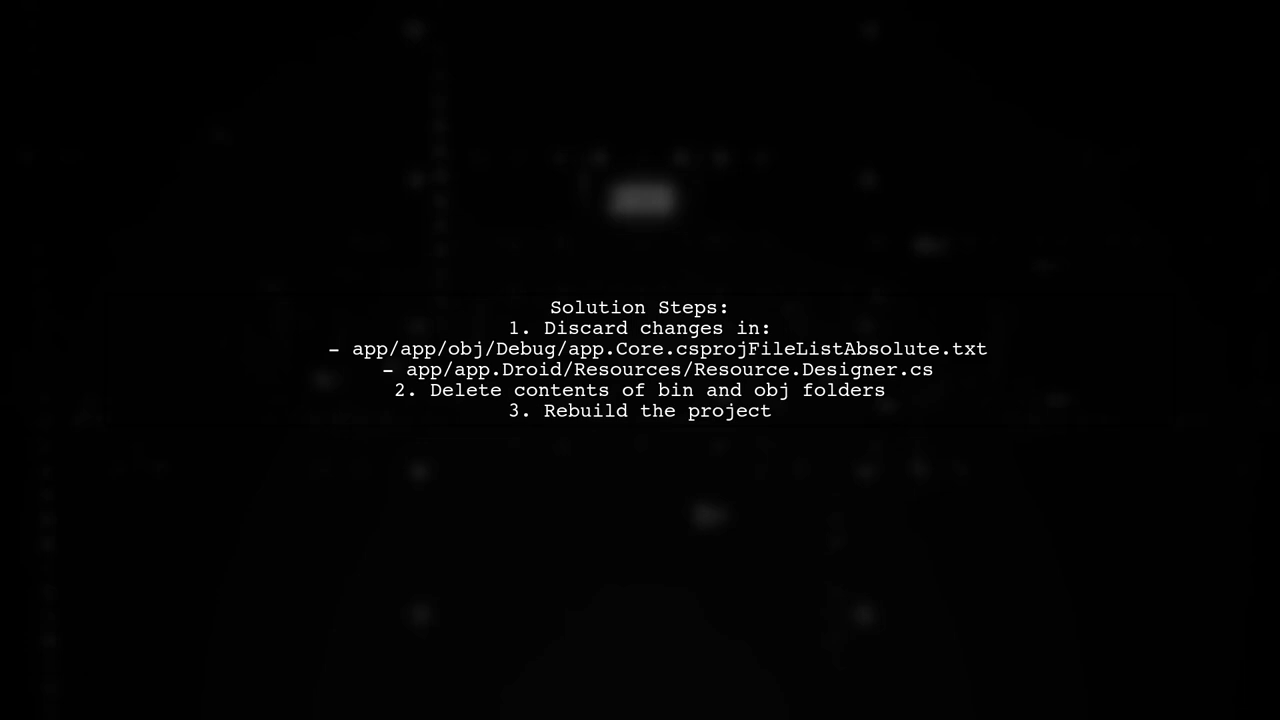 Solution Steps:
1. Discard changes in:
- app/app/obj/Debug/app.Core.csprojFileListAbsolute.txt
- app/app.Droid/Resources/Resource.Designer.cs
2. Delete contents of bin and obj folders
3. Rebuild the project